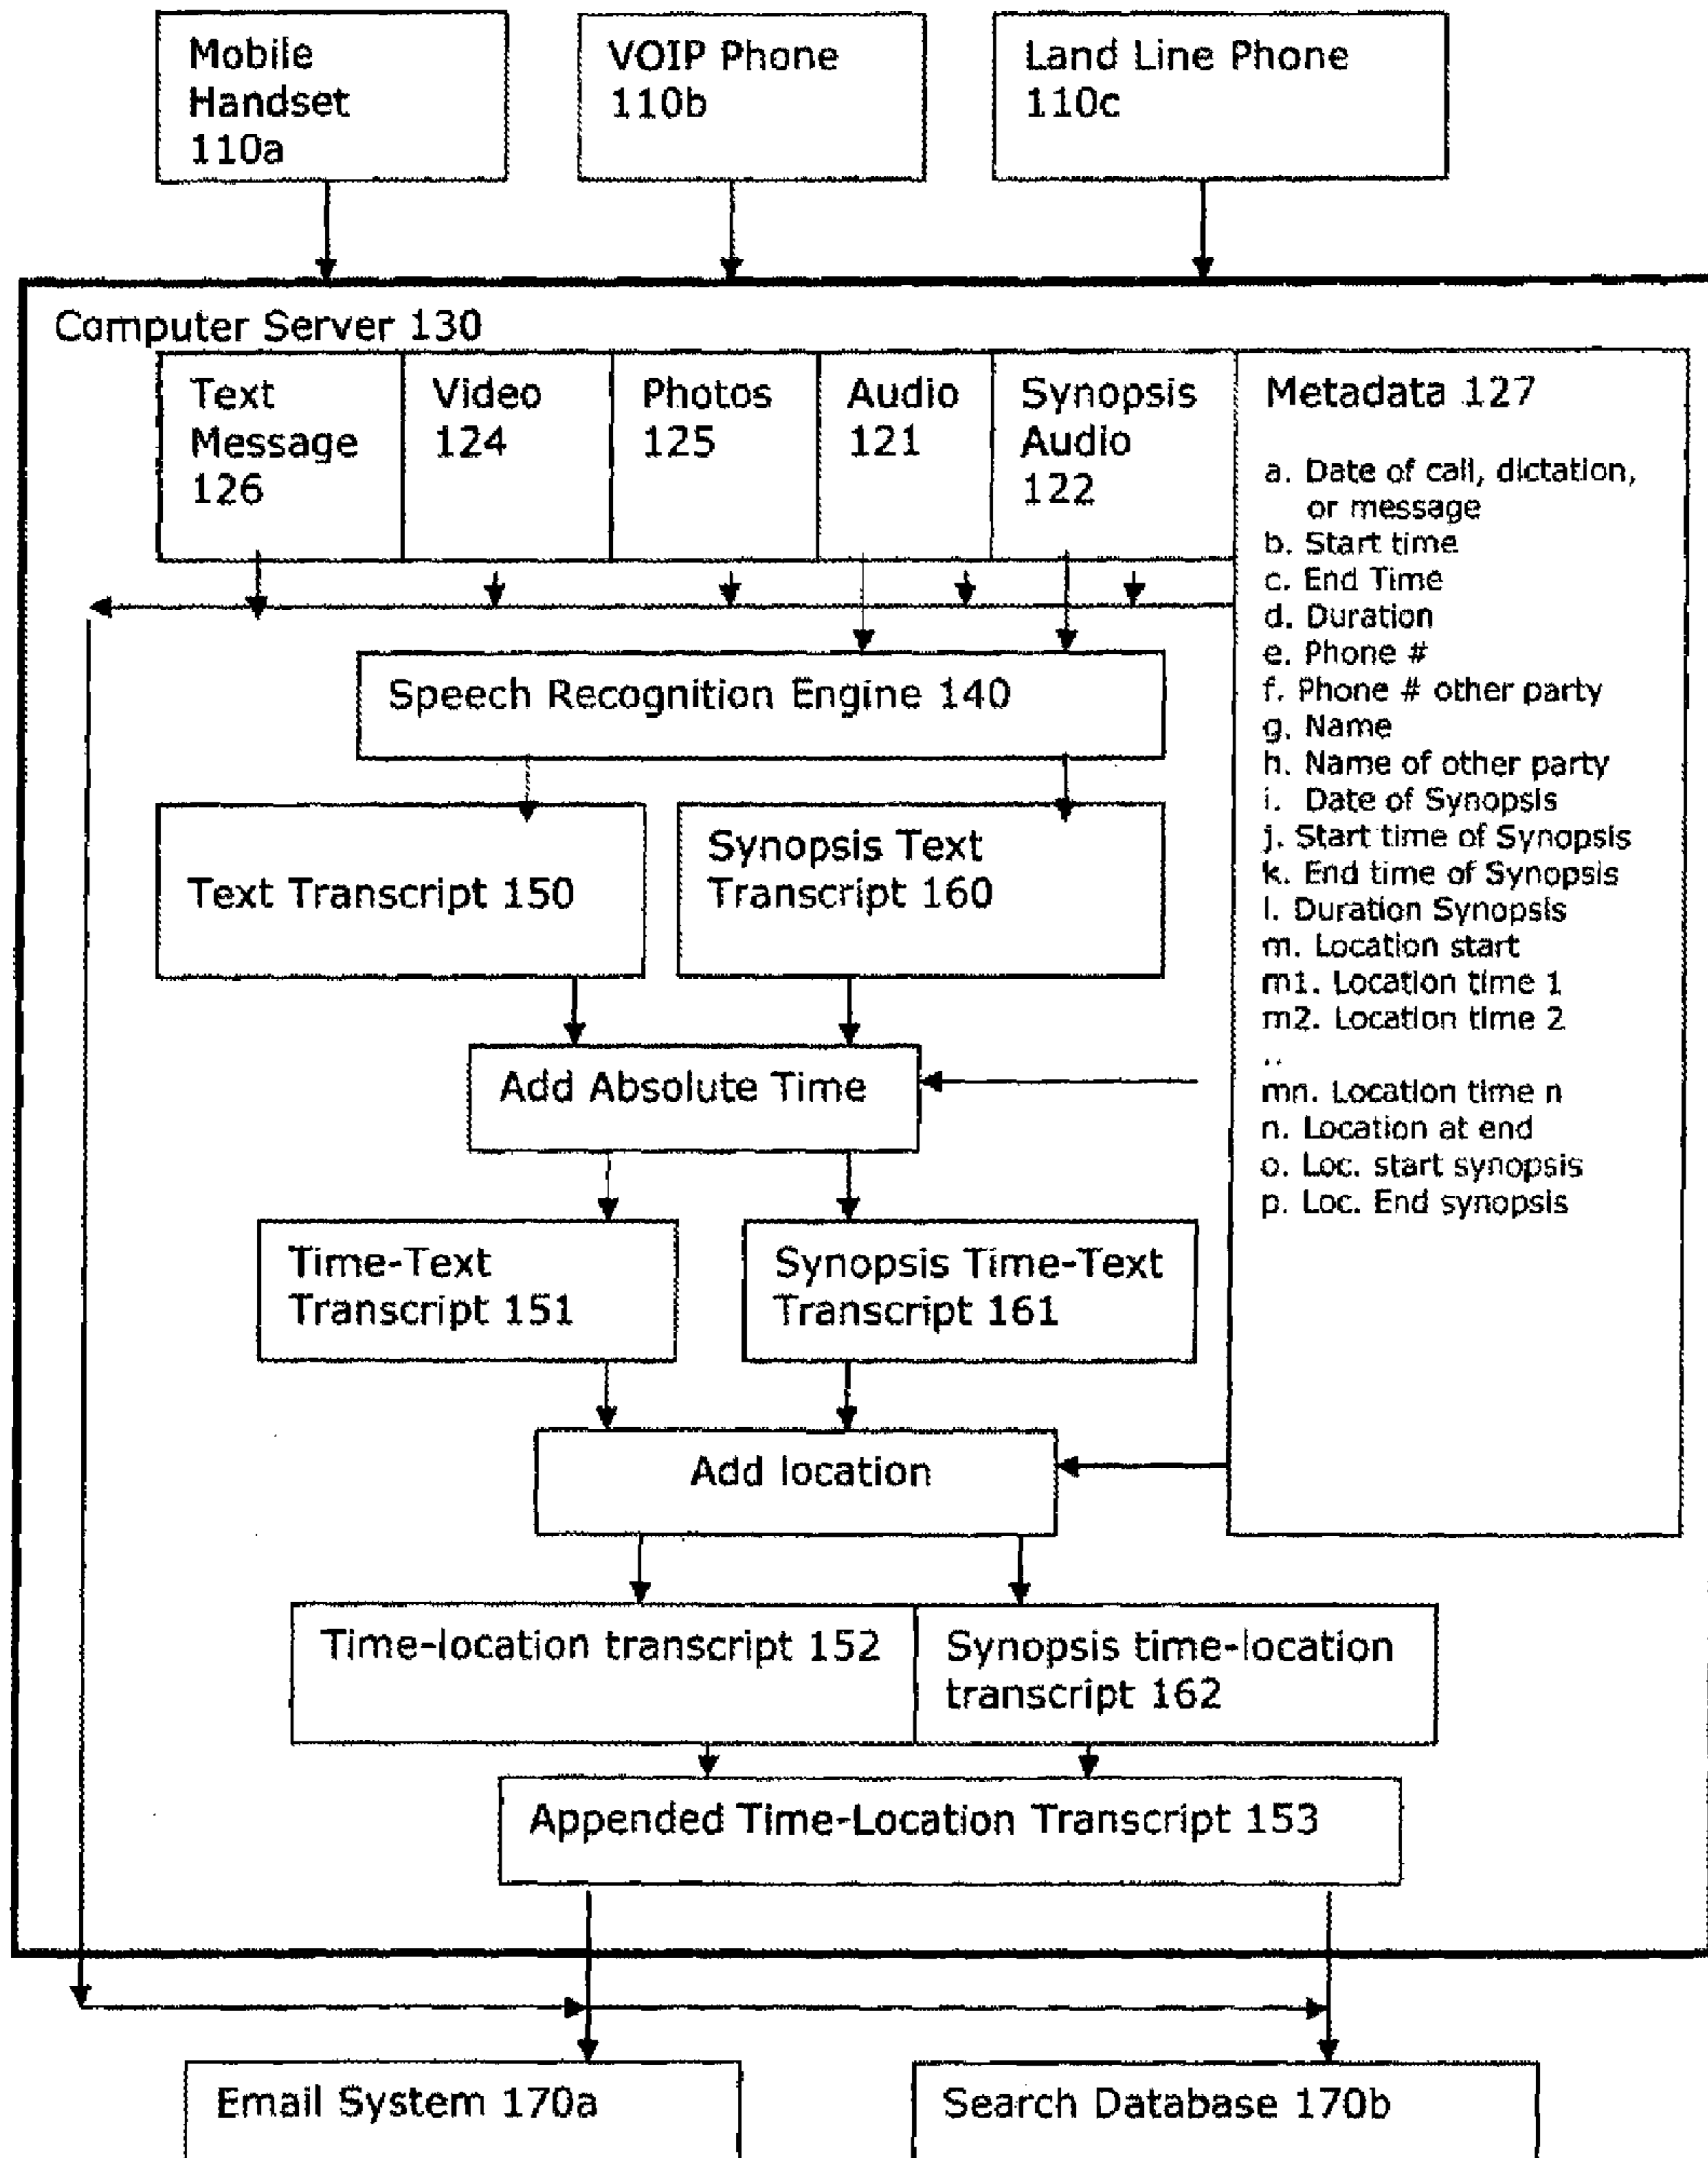 Mobile
Handset
110a
VOIP Phone
110b
Land Line Phone
110c
Computer Server 130
Text
Message
126
Video
124
Photos
125
Audio
121
Synopsis
Audio
122
Metadata 127
a. Date of call, dictation,
or message
b. Start time
c. End Time
d. Duration
e. Phone #
f. Phone # other party
g. Name
h. Name of other party
i. Date of Synopsis
j. Start time of Synopsis
k. End time of Synopsis
l. Duration Synopsis
m. Location start
m1. Location time 1
m2. Location time 2
..
mn. Location time n
n. Location at end
o. Loc. start synopsis
p. Loc. End synopsis
Speech Recognition Engine 140
Text Transcript 150
Synopsis Text
Transcript 160
Add Absolute Time
Time-Text
Transcript 151
Synopsis Time-Text
Transcript 161
Add location
Time-location transcript 152
Synopsis time-location
transcript 162
Appended Time-Location Transcript 153
Email System 170a
Search Database 170b